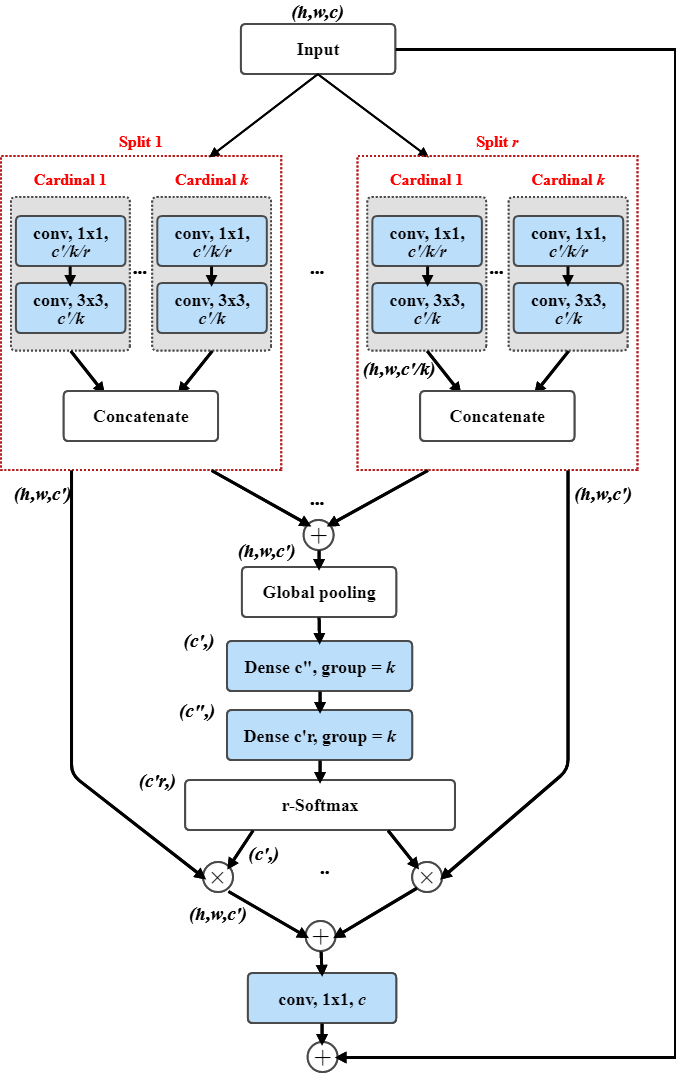 (h,w,c)
Input
Split 1
Split r
Cardinal 1
Cardinal k
Cardinal 1
Cardinal k
conv, 1x1,
c'/k/r
conv, 1x1,
c'/k/r
conv, 1x1,
c'/k/r
conv, 1x1,
c'/k/r
...
...
...
conv, 3x3,
c'/k
conv, 3x3,
c'/k
conv, 3x3,
c'/k
conv, 3x3,
c'/k
(h,w,c'/k)
Concatenate
Concatenate
(h,w,c')
...
(h,w,c')
+
(h,w,c')
Global pooling
(c',)
Dense c'', group = k
(c'',)
Dense c'r, group = k
(c'r,)
r-Softmax
(c',)
×
..
×
(h,w,c')
+
conv, 1x1, c
+